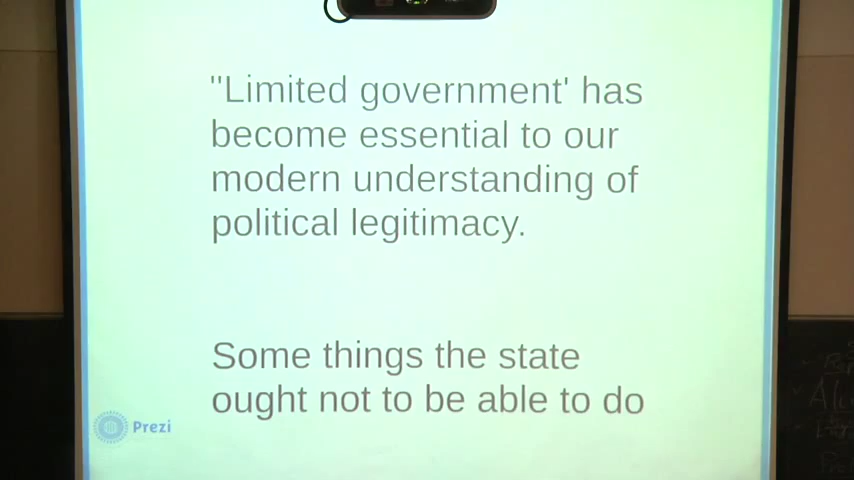 "Limited government' has
become essential to our
modern understanding of
political legitimacy.
Some things the state
ought not to be able to do
Prezi